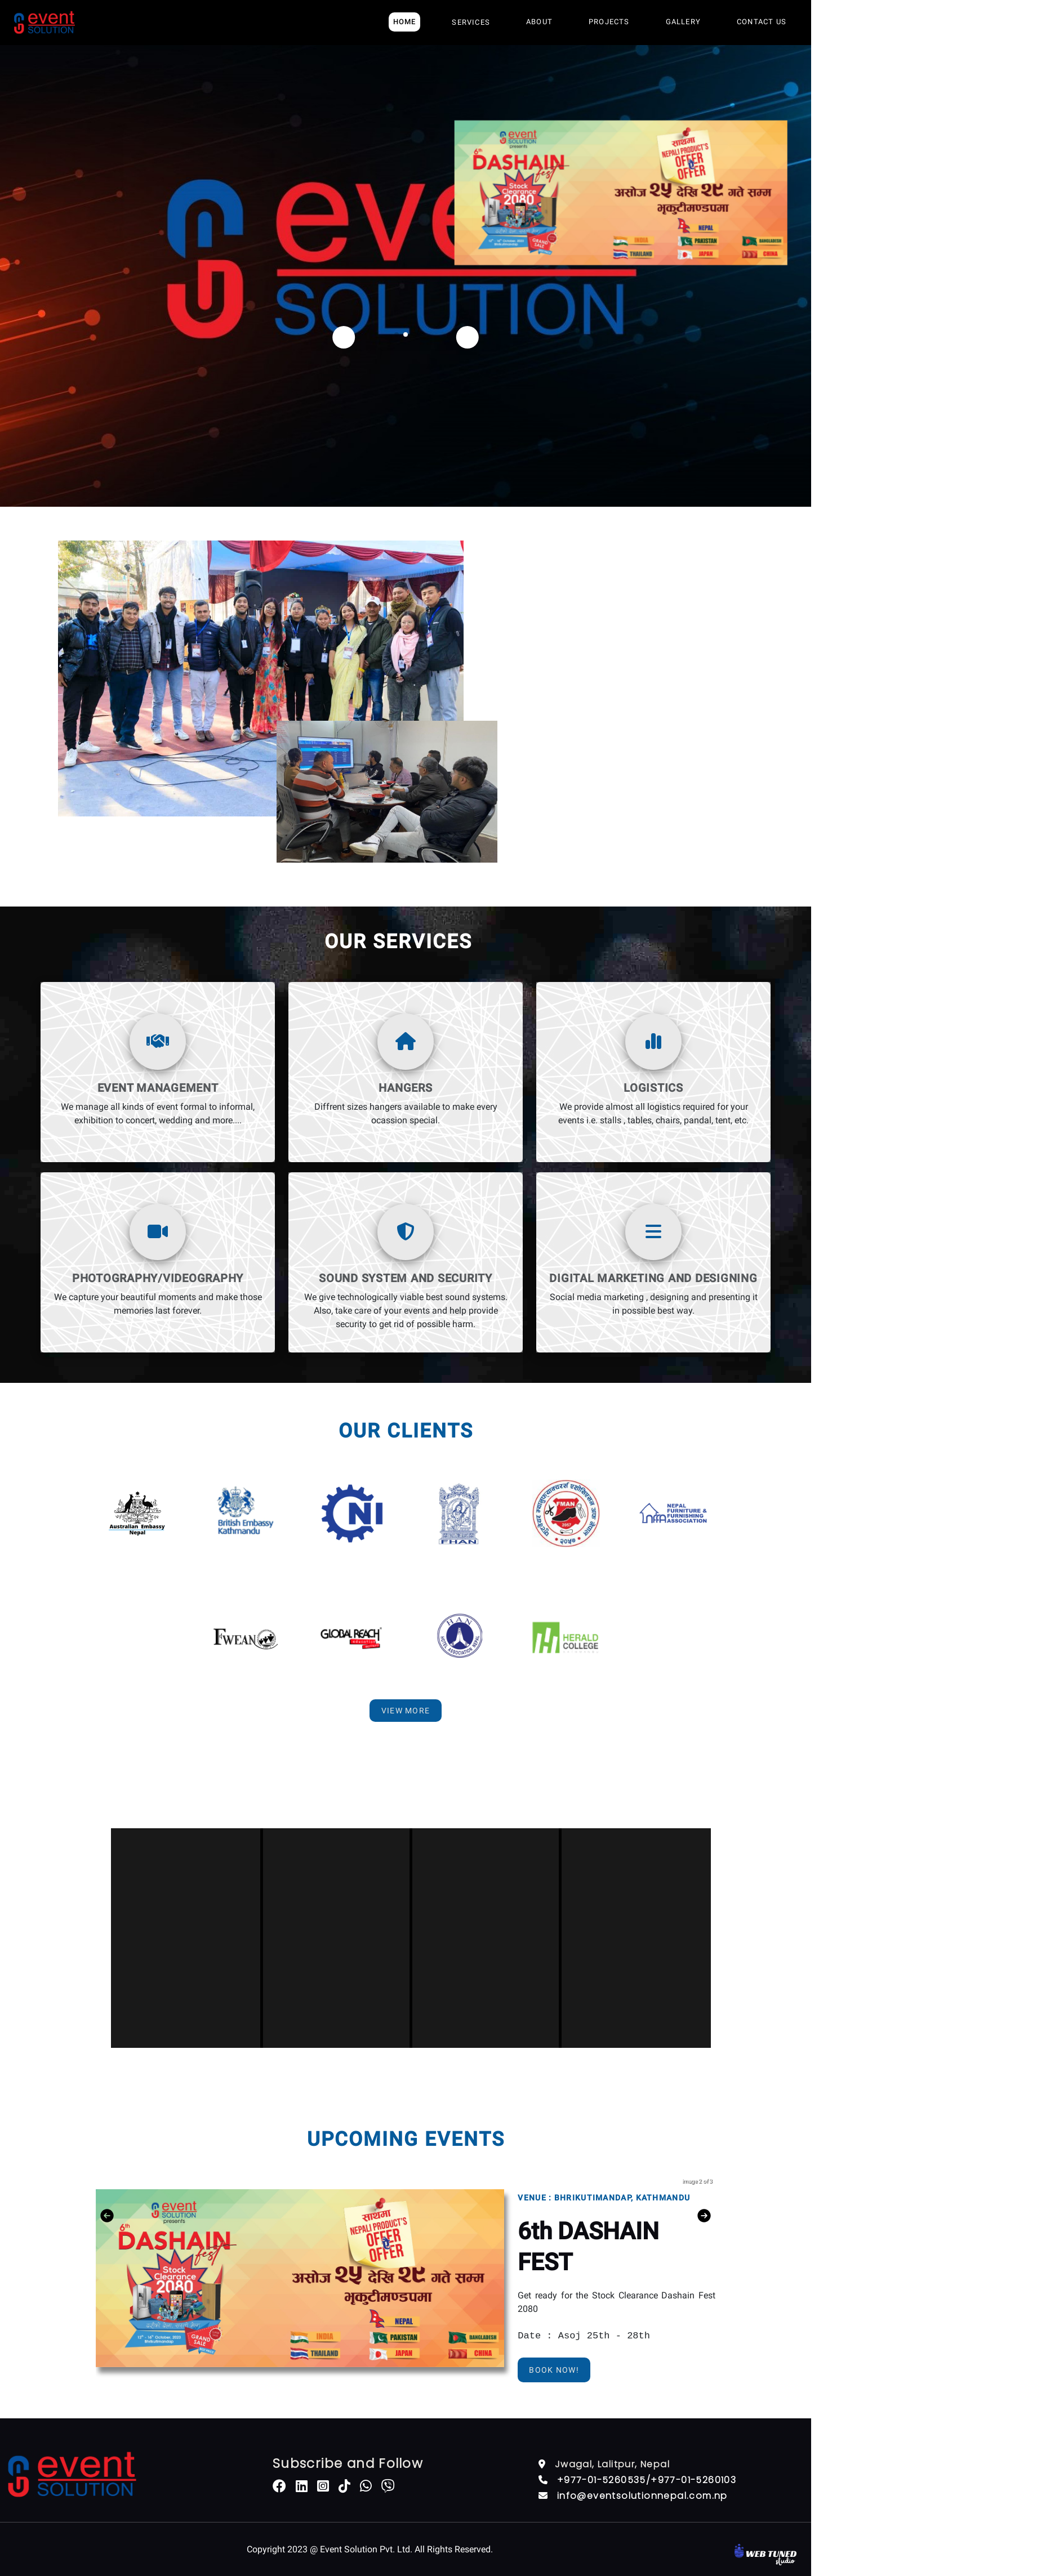 event
SOLUTION
HOME
SERVICES
ABOUT
PROJECTS
GALLERY
CONTACT US
event
SOLUTION
event
SOLUTION
presents
6th
DASHAIN
fest
Stock
Clearance
2080
GRAND
SALE
साथमा
NEPALI PRODUCT'S
OFFER
OFFER
असोज २५ देखि २९ गते सम्म
भृकुटीमण्डपमा
NEPAL
INDIA
PAKISTAN
BANGLADESH
THAILAND
JAPAN
CHINA
OUR SERVICES
EVENT MANAGEMENT
We manage all kinds of event formal to informal,
exhibition to concert, wedding and more....
HANGERS
Diffrent sizes hangers available to make every
ocassion special.
LOGISTICS
We provide almost all logistics required for your
events i.e. stalls , tables, chairs, pandal, tent, etc.
PHOTOGRAPHY/VIDEOGRAPHY
We capture your beautiful moments and make those
memories last forever.
SOUND SYSTEM AND SECURITY
We give technologically viable best sound systems.
Also, take care of your events and help provide
security to get rid of possible harm.
DIGITAL MARKETING AND DESIGNING
Social media marketing , designing and presenting it
in possible best way.
OUR CLIENTS
Australian Embassy
Nepal
British Embassy
Kathmandu
CNI
FHAN
FMAN
NEPAL
FURNITURE &
FURNISHING
ASSOCIATION
FWEAN
GLOBAL REACH
HAN
HOTEL ASSOCIATION NEPAL
HERALD
COLLEGE
VIEW MORE
UPCOMING EVENTS
image 2 of 3
event
SOLUTION
presents
6th
DASHAIN
fest
Stock
Clearance
2080
GRAND
SALE
साथमा
NEPALI PRODUCT'S
OFFER
OFFER
असोज २५ देखि २९ गते सम्म
भृकुटीमण्डपमा
NEPAL
INDIA
PAKISTAN
BANGLADESH
THAILAND
JAPAN
CHINA
VENUE : BHRIKUTIMANDAP, KATHMANDU
6th DASHAIN
FEST
Get ready for the Stock Clearance Dashain Fest
2080
Date : Asoj 25th - 28th
BOOK NOW!
event
SOLUTION
Subscribe and Follow
Jwagal, Lalitpur, Nepal
+977-01-5260535/+977-01-5260103
info@eventsolutionnepal.com.np
Copyright 2023 @ Event Solution Pvt. Ltd. All Rights Reserved.
WEB TUNED
studio